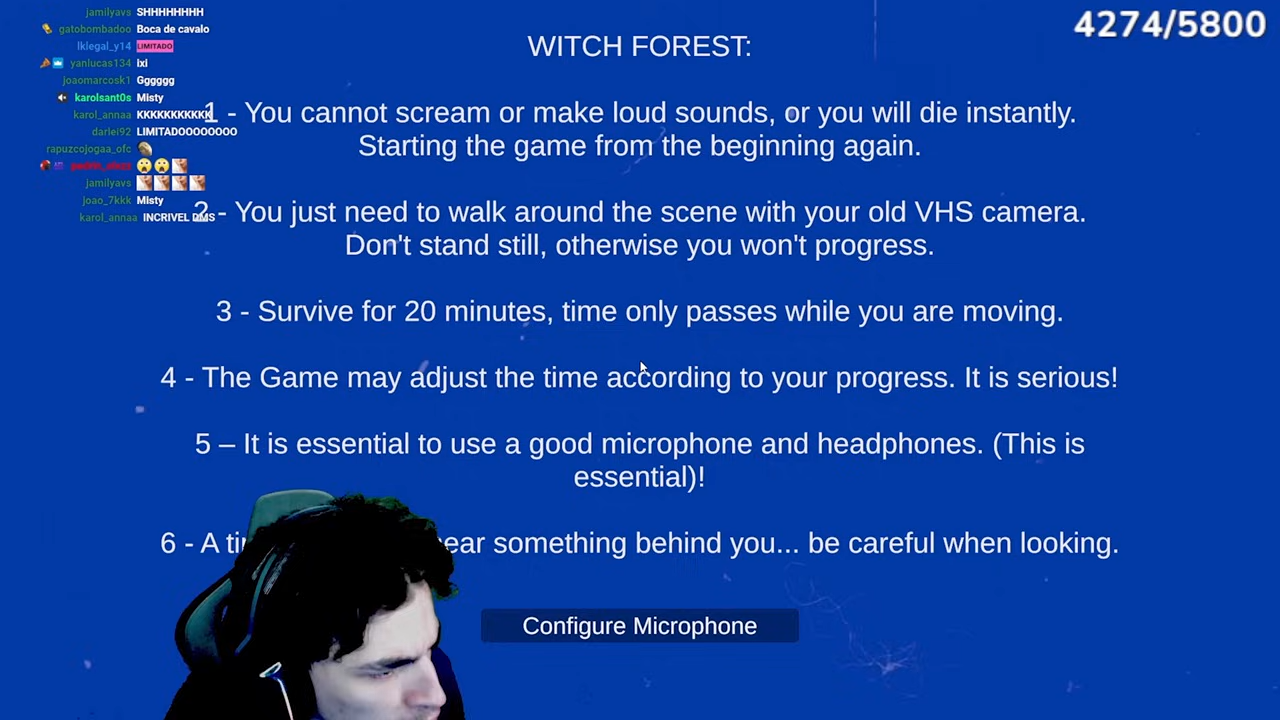 jamilyavs SHHHHHHHH
gatobombadoo Boca de cavalo
lklegal_y14 LIMITADO
yanlucas134 ixi
joaomarcosk1 Gggggg
karolsant0s Misty
karol_annaa KKKKKKKKKKK
darlei92 LIMITADOOOOOOOO
rapuzcojogaa_ofc
jamilyavs
joao_7kkk Misty
karol_annaa INCRIVEL DMS
4274/5800
WITCH FOREST:
1 - You cannot scream or make loud sounds, or you will die instantly.
Starting the game from the beginning again.
2 - You just need to walk around the scene with your old VHS camera.
Don't stand still, otherwise you won't progress.
3 - Survive for 20 minutes, time only passes while you are moving.
4 - The Game may adjust the time according to your progress. It is serious!
5 – It is essential to use a good microphone and headphones. (This is
essential)!
6 - A something behind you... be careful when looking.
Configure Microphone